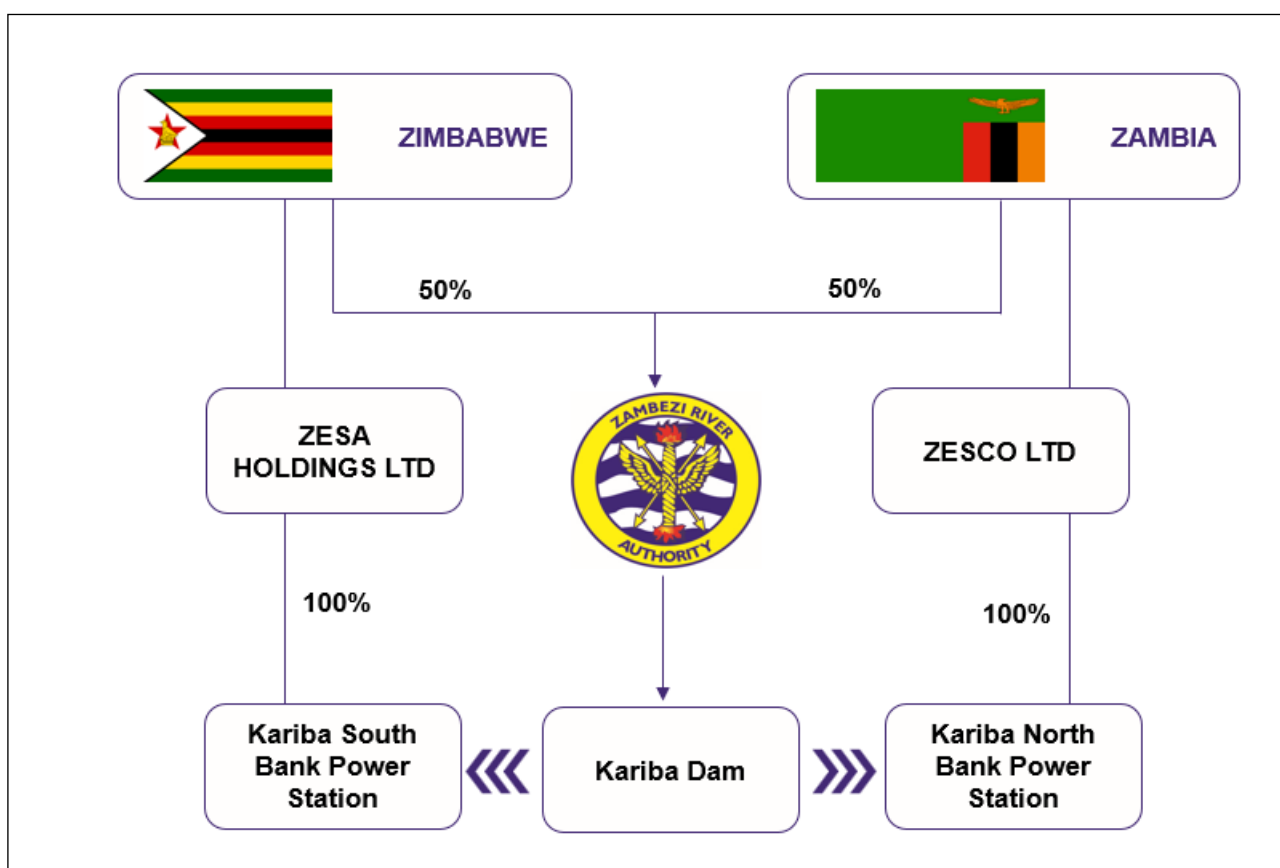 ZIMBABWE
ZAMBIA
50%
50%
ZESA
HOLDINGS LTD
ZAMBEZI RIVER
AUTHORITY
ZESCO LTD
100%
100%
Kariba South
Bank Power
Station
Kariba Dam
Kariba North
Bank Power
Station